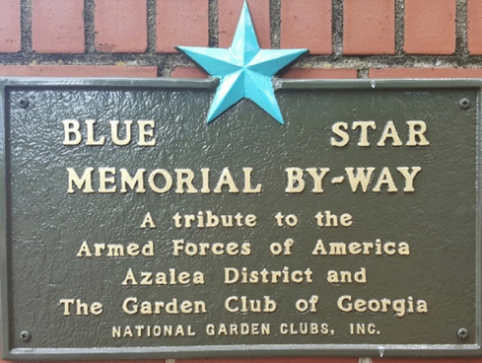 BLUE STAR
MEMORIAL BY-WAY
A tribute to the
Armed Forces of America
Azalea District and
The Garden Club of Georgia
NATIONAL GARDEN CLUBS, INC.